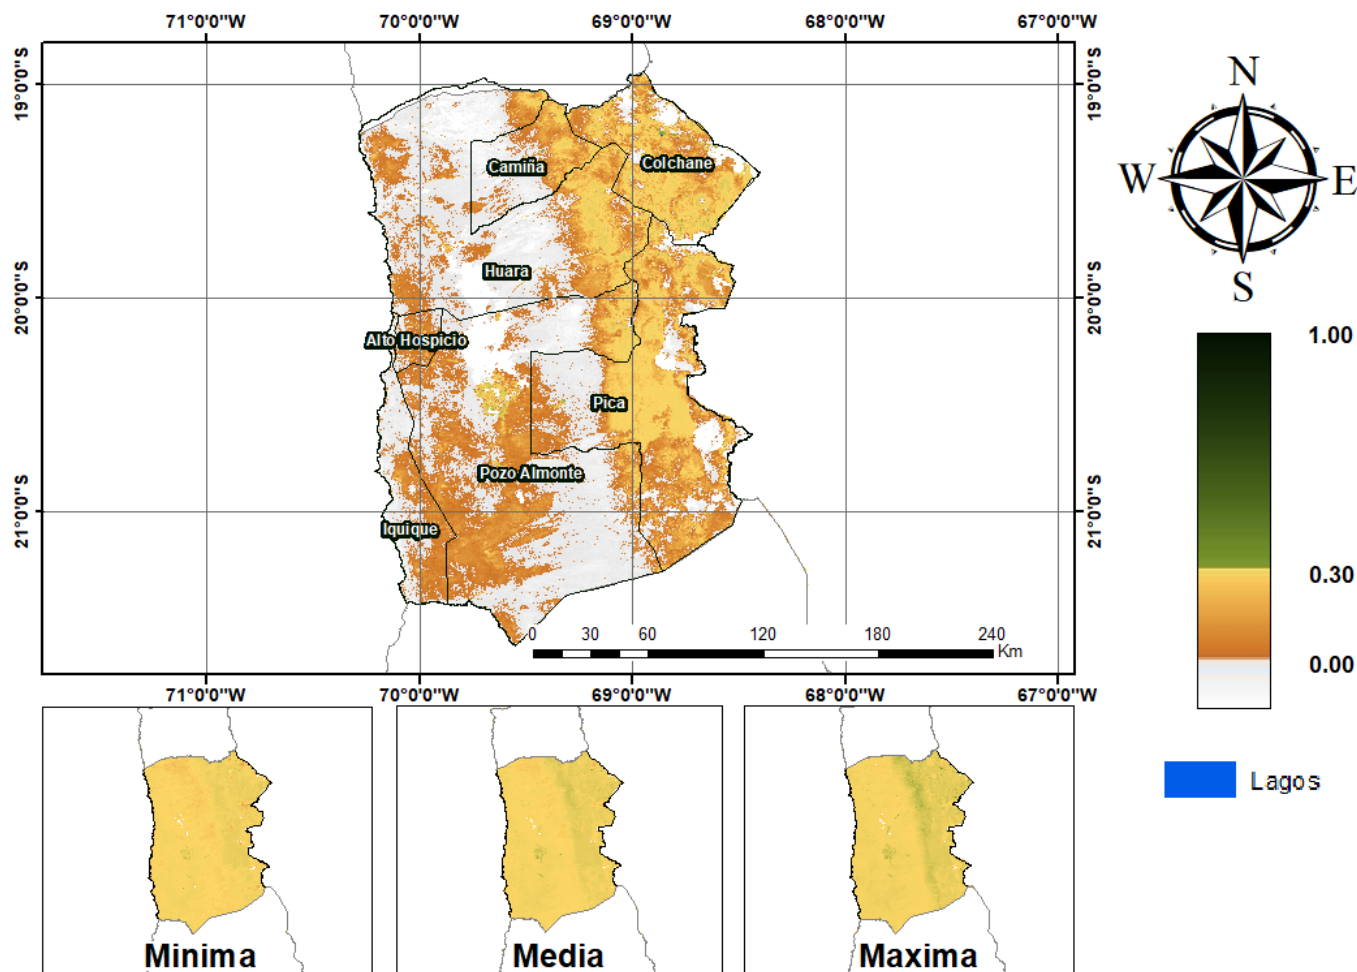 71°0'0"W 70°0'0"W 69°0'0"W 68°0'0"W 67°0'0"W
19°0'0"S
20°0'0"S
21°0'0"S
19°0'0"S
20°0'0"S
21°0'0"S
Camiña
Colchane
Huara
Alto Hospicio
Pica
Pozo Almonte
Iquique
0 30 60 120 180 240
Km
71°0'0"W 70°0'0"W 69°0'0"W 68°0'0"W 67°0'0"W
N
W E
S
1.00
0.30
0.00
Lagos
Minima
Media
Maxima